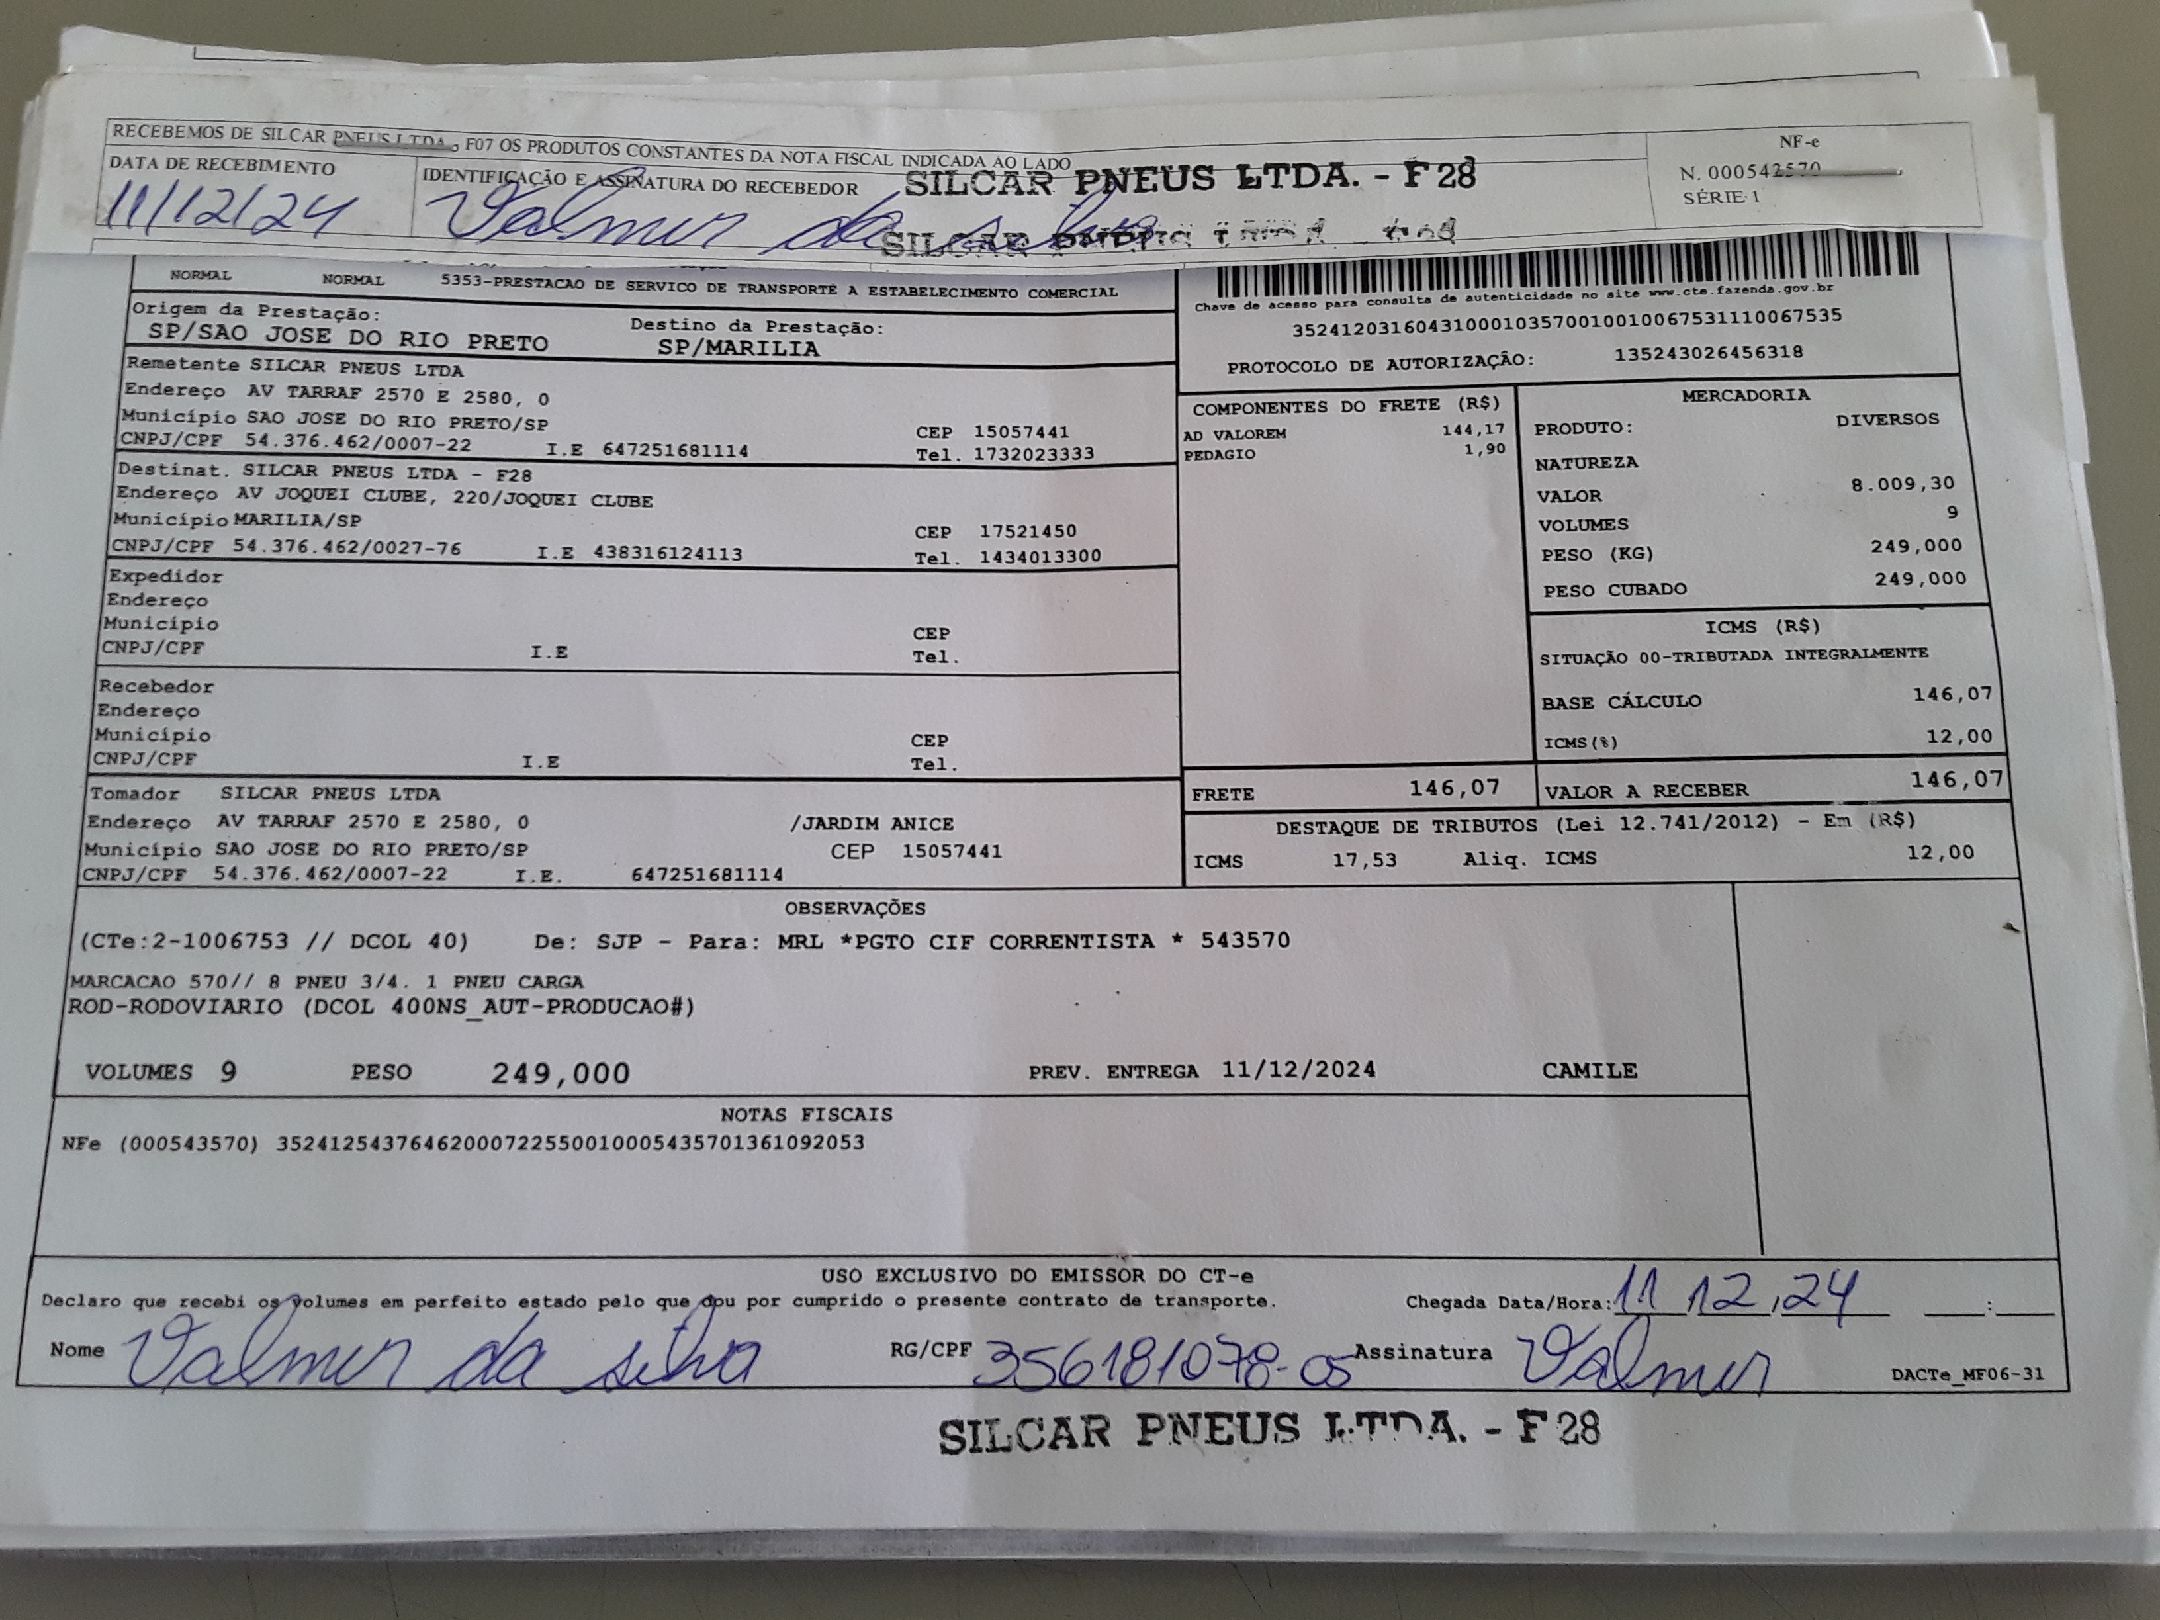 RECEBEMOS DE SILCAR PNEUS LTDA, F07 OS PRODUTOS CONSTANTES DA NOTA FISCAL INDICADA AO LADO
DATA DE RECEBIMENTO
11/12/24
IDENTIFICAÇÃO E ASSINATURA DO RECEBEDOR
Valmir da silva
SILCAR PNEUS LTDA. - F28
SILCAR
NF-e
N. 000542570
SÉRIE 1
NORMAL NORMAL 5353-PRESTACAO DE SERVICO DE TRANSPORTE A ESTABELECIMENTO COMERCIAL
Chave de acesso para consulta de autenticidade no site www.cte.fazenda.gov.br
35241203160431000103570010010067531110067535
PROTOCOLO DE AUTORIZAÇÃO: 135243026456318
Origem da Prestação:
SP/SAO JOSE DO RIO PRETO
Destino da Prestação:
SP/MARILIA
Remetente SILCAR PNEUS LTDA
Endereço AV TARRAF 2570 E 2580, 0
Município SAO JOSE DO RIO PRETO/SP CEP 15057441
CNPJ/CPF 54.376.462/0007-22 I.E 647251681114 Tel. 1732023333
Destinat. SILCAR PNEUS LTDA - F28
Endereço AV JOQUEI CLUBE, 220/JOQUEI CLUBE
Município MARILIA/SP CEP 17521450
CNPJ/CPF 54.376.462/0027-76 I.E 438316124113 Tel. 1434013300
Expedidor
Endereço
Município CEP
CNPJ/CPF I.E Tel.
Recebedor
Endereço
Município CEP
CNPJ/CPF I.E Tel.
Tomador SILCAR PNEUS LTDA
Endereço AV TARRAF 2570 E 2580, 0 /JARDIM ANICE
Município SAO JOSE DO RIO PRETO/SP CEP 15057441
CNPJ/CPF 54.376.462/0007-22 I.E. 647251681114
COMPONENTES DO FRETE (R$)
AD VALOREM 144,17
PEDAGIO 1,90
MERCADORIA
PRODUTO: DIVERSOS
NATUREZA
VALOR 8.009,30
VOLUMES 9
PESO (KG) 249,000
PESO CUBADO 249,000
ICMS (R$)
SITUAÇÃO 00-TRIBUTADA INTEGRALMENTE
BASE CÁLCULO 146,07
ICMS(%) 12,00
FRETE 146,07 VALOR A RECEBER 146,07
DESTAQUE DE TRIBUTOS (Lei 12.741/2012) - Em (R$)
ICMS 17,53 Aliq. ICMS 12,00
OBSERVAÇÕES
(CTe:2-1006753 // DCOL 40) De: SJP - Para: MRL *PGTO CIF CORRENTISTA * 543570
MARCACAO 570// 8 PNEU 3/4. 1 PNEU CARGA
ROD-RODOVIARIO (DCOL 400NS_AUT-PRODUCAO#)
VOLUMES 9 PESO 249,000 PREV. ENTREGA 11/12/2024 CAMILE
NOTAS FISCAIS
NFe (000543570) 35241254376462000722550010005435701361092053
USO EXCLUSIVO DO EMISSOR DO CT-e
Declaro que recebi os volumes em perfeito estado pelo que dou por cumprido o presente contrato de transporte. Chegada Data/Hora: 11 12,24 ____:____
Nome Valmir da silva RG/CPF 356181078-05 Assinatura Valmir
DACTe_MF06-31
SILCAR PNEUS LTDA. - F28